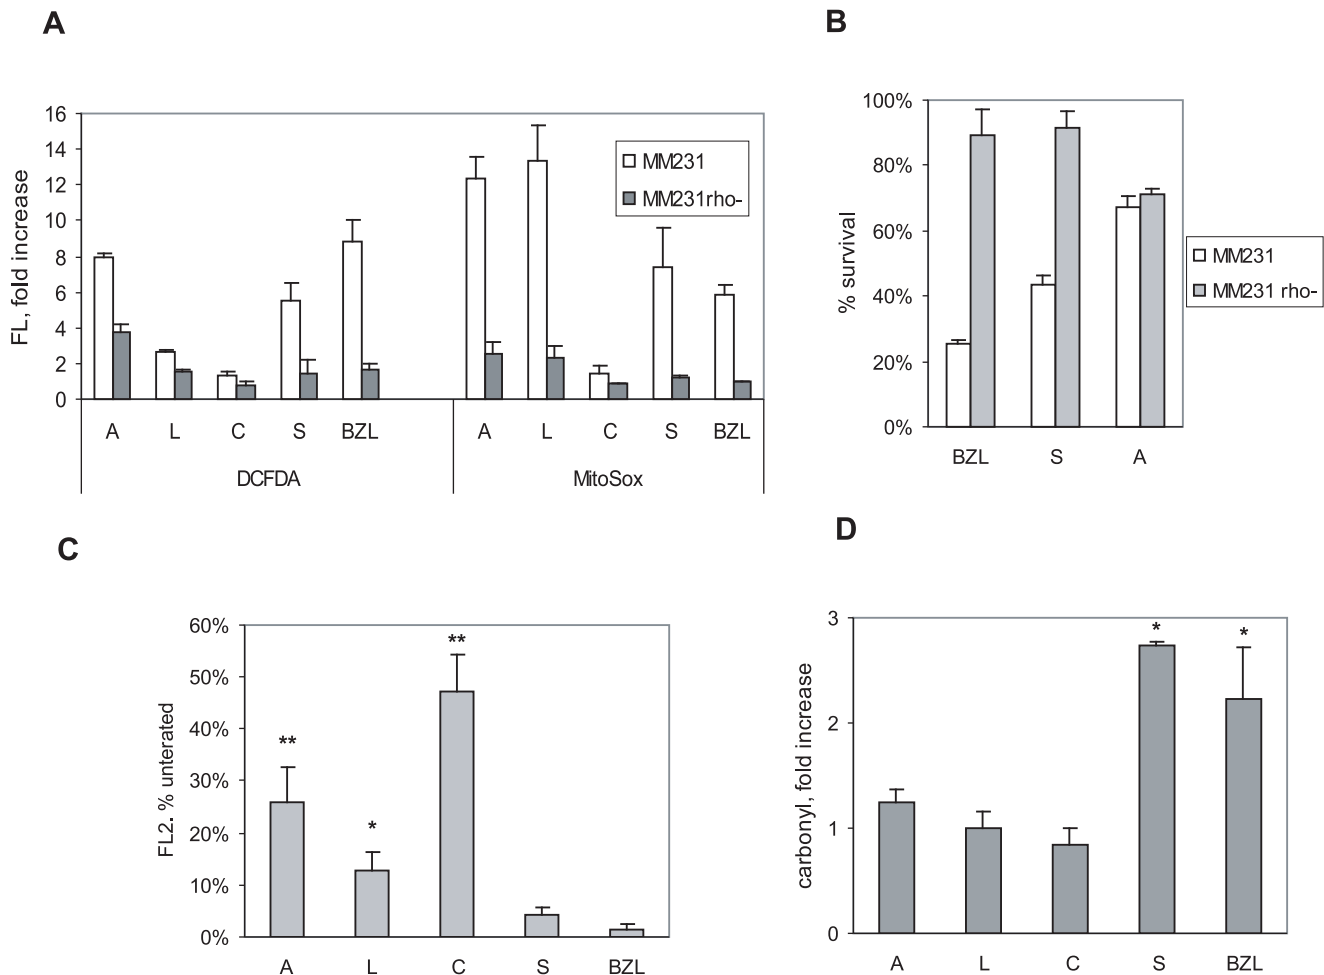 A
16
14
12
10
8
6
4
2
0
FL, fold increase
MM231
MM231rho-
A L C S BZL A L C S BZL
DCFDA MitoSox
B
100%
80%
60%
40%
20%
0%
% survival
MM231
MM231 rho-
BZL S A
C
60%
50%
40%
30%
20%
10%
0%
FL2. % unterated
** * **
A L C S BZL
D
3
2
1
0
carbonyl, fold increase
* *
A L C S BZL